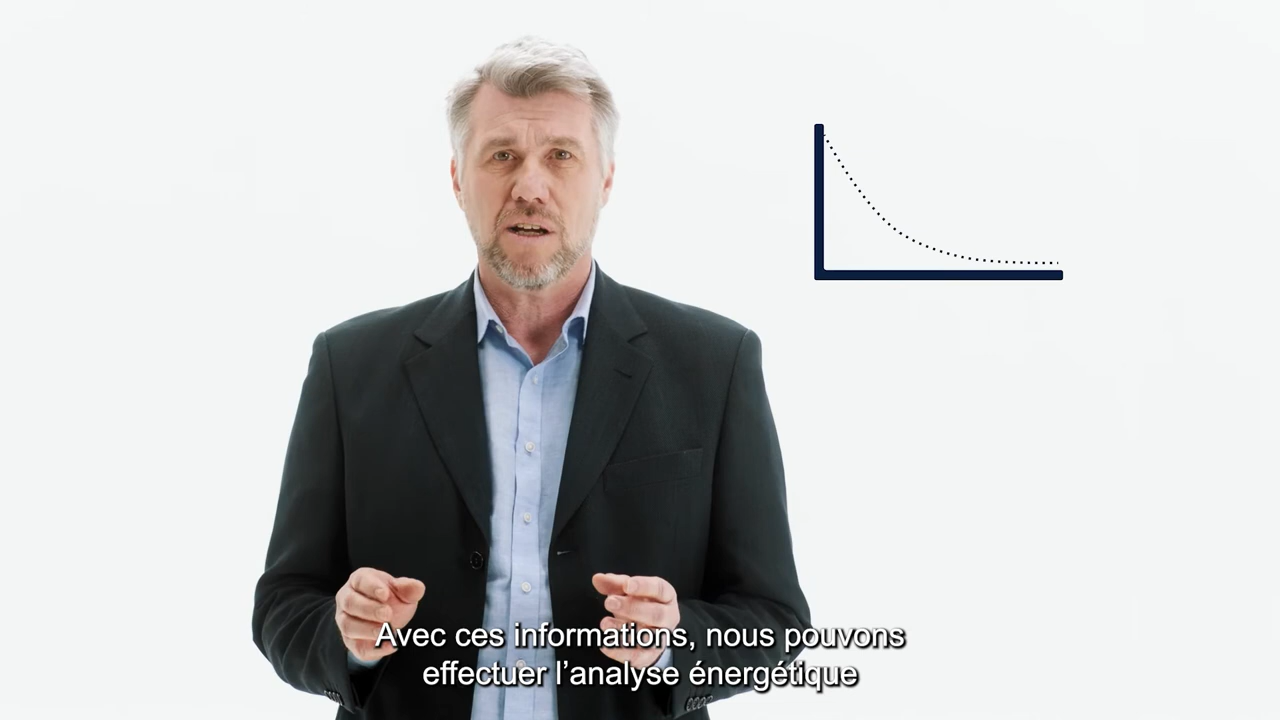 Avec ces informations, nous pouvons
effectuer l’analyse énergétique